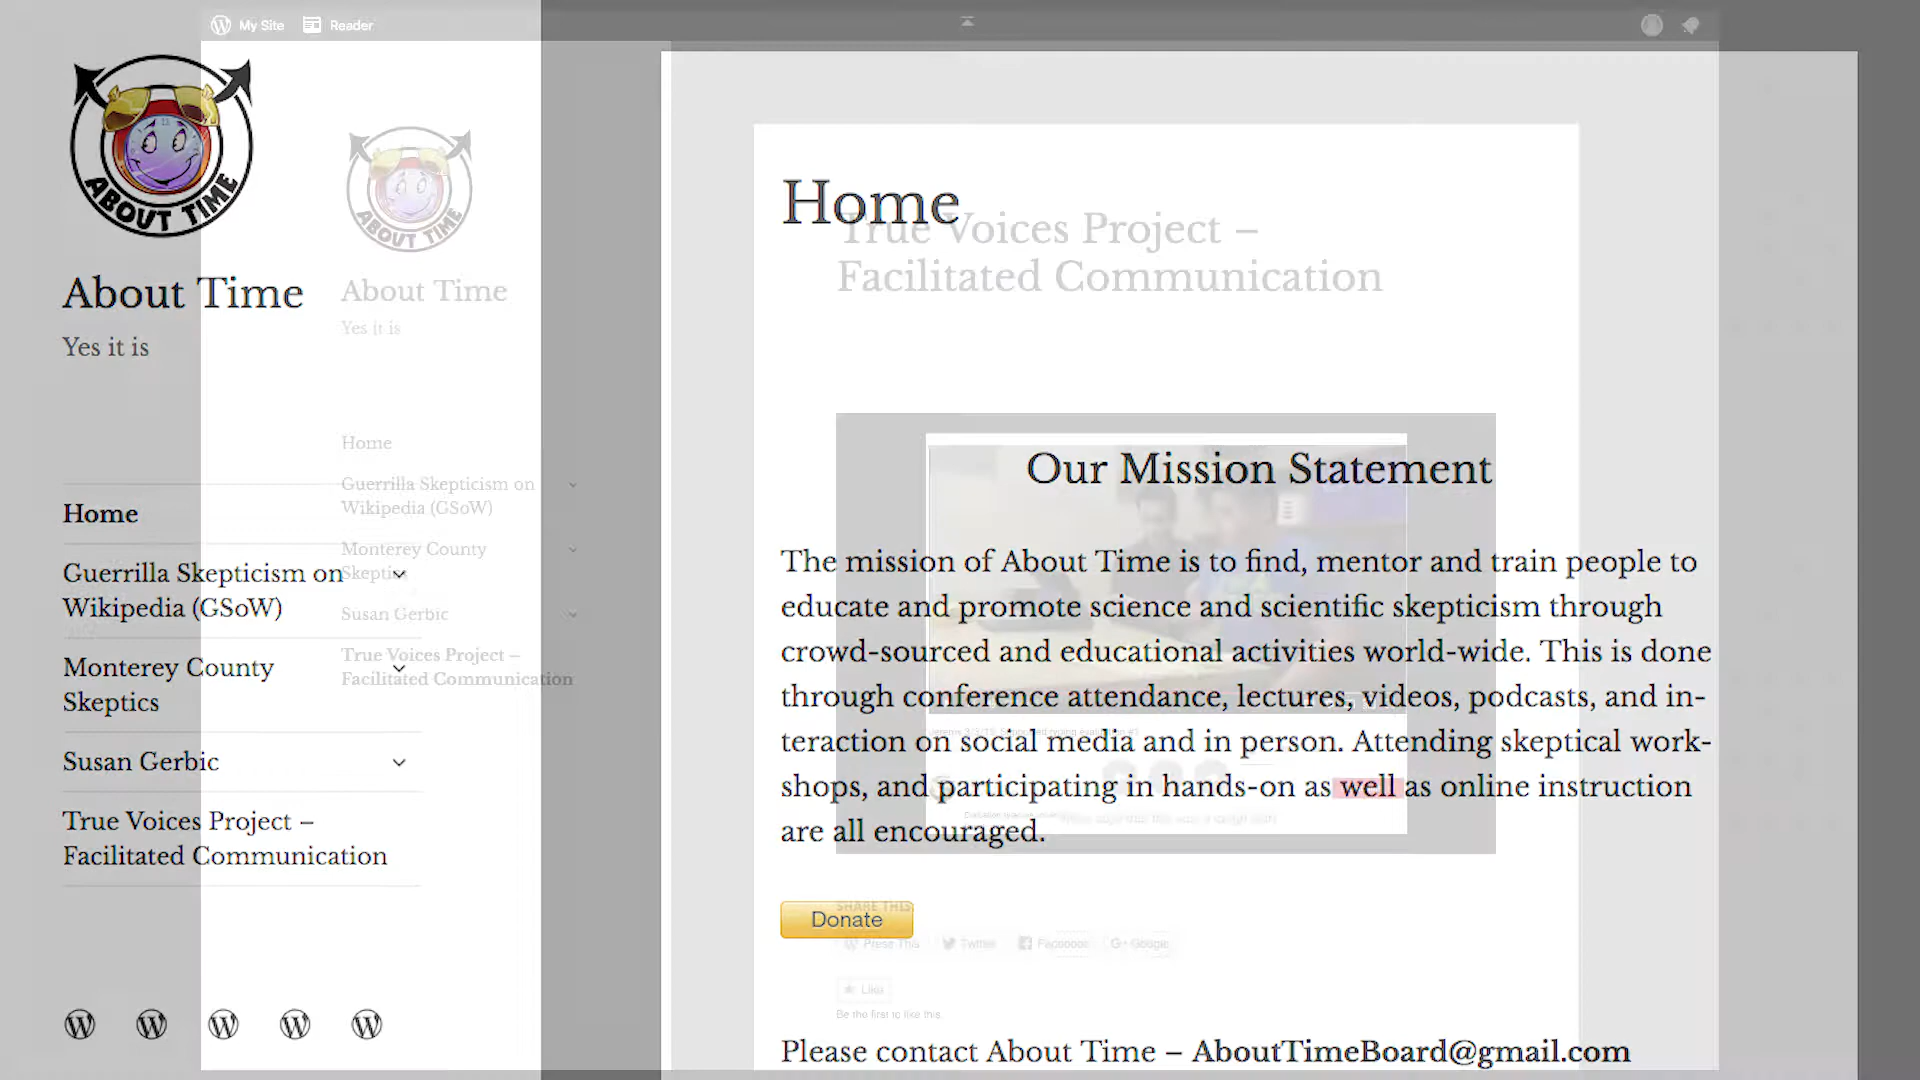 My Site
Reader
ABOUT TIME
About Time
Yes it is
Home
Guerrilla Skepticism on
Wikipedia (GSoW)
Monterey County
Skeptics
Susan Gerbic
True Voices Project –
Facilitated Communication
ABOUT TIME
About Time
Yes it is
Home
Guerrilla Skepticism on
Wikipedia (GSoW)
Monterey County
Skeptics
Susan Gerbic
True Voices Project –
Facilitated Communication
Home
True Voices Project –
Facilitated Communication
Our Mission Statement
The mission of About Time is to find, mentor and train people to
educate and promote science and scientific skepticism through
crowd-sourced and educational activities world-wide. This is done
through conference attendance, lectures, videos, podcasts, and in-
teraction on social media and in person. Attending skeptical work-
shops, and participating in hands-on as well as online instruction
are all encouraged.
Donate
SHARE THIS
Press This
Twitter
Facebook
Google
Like
Be the first to like this
Please contact About Time – AboutTimeBoard@gmail.com